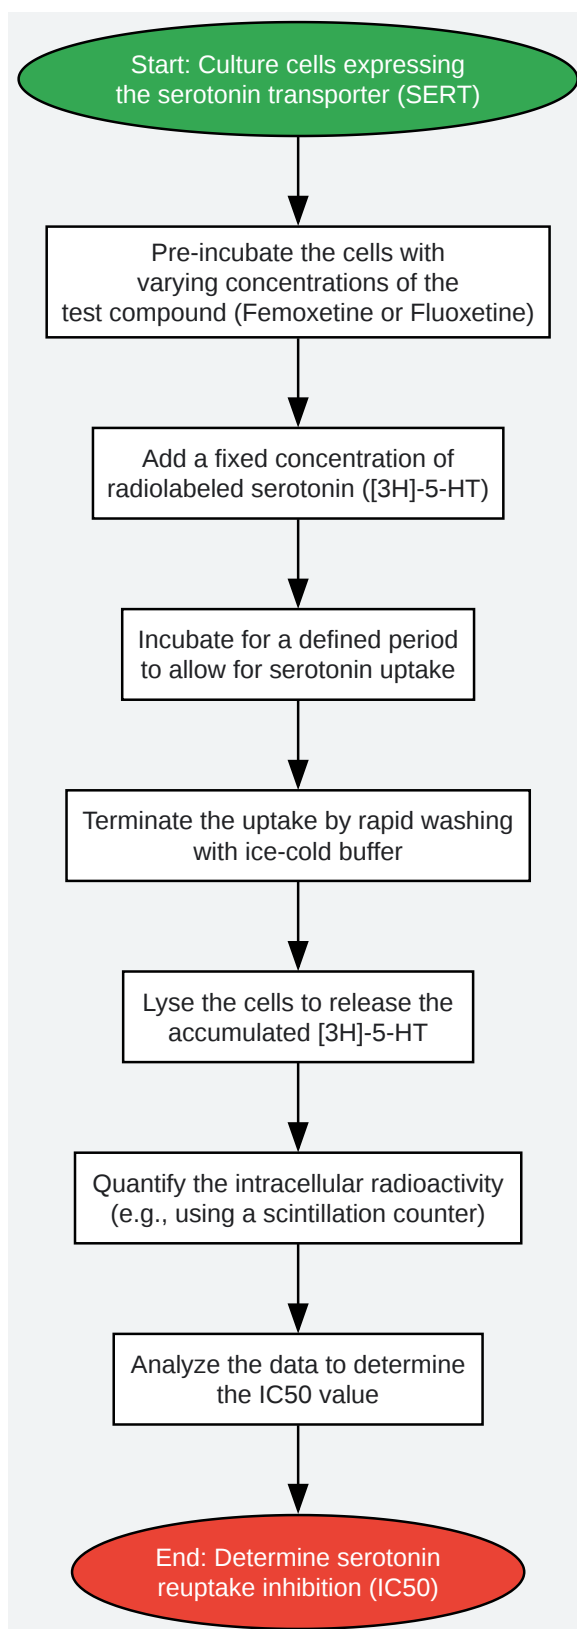 Start: Culture cells expressing
the serotonin transporter (SERT)
Pre-incubate the cells with
varying concentrations of the
test compound (Femoxetine or Fluoxetine)
Add a fixed concentration of
radiolabeled serotonin ([3H]-5-HT)
Incubate for a defined period
to allow for serotonin uptake
Terminate the uptake by rapid washing
with ice-cold buffer
Lyse the cells to release the
accumulated [3H]-5-HT
Quantify the intracellular radioactivity
(e.g., using a scintillation counter)
Analyze the data to determine
the IC50 value
End: Determine serotonin
reuptake inhibition (IC50)